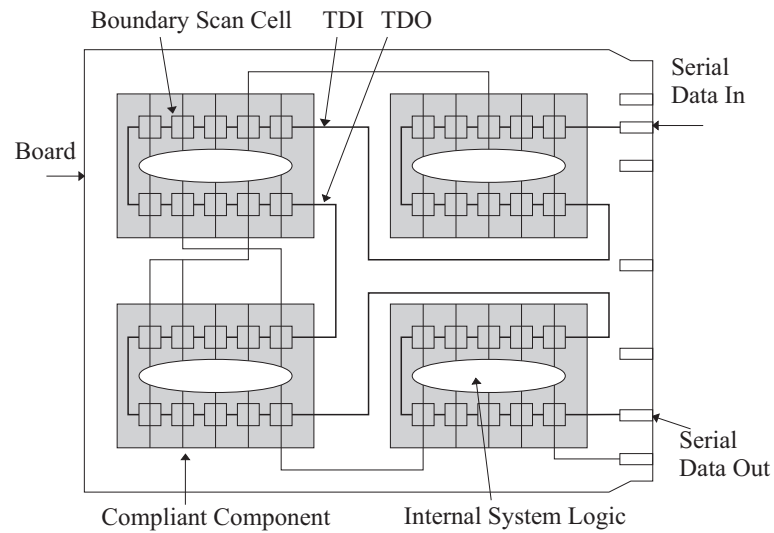 Boundary Scan Cell
TDI
TDO
Serial
Data In
Board
Serial
Data Out
Compliant Component
Internal System Logic